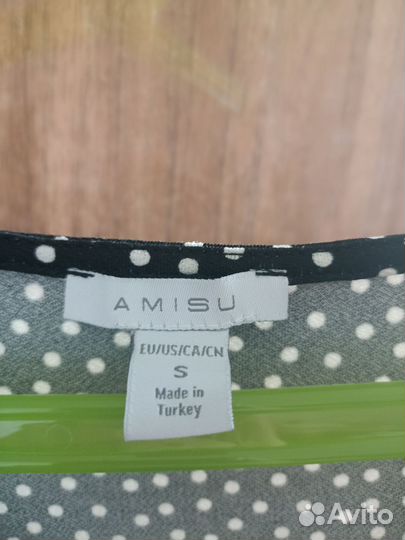 AMISU
EU/US/CA/CN
S
Made in
Turkey
Avito